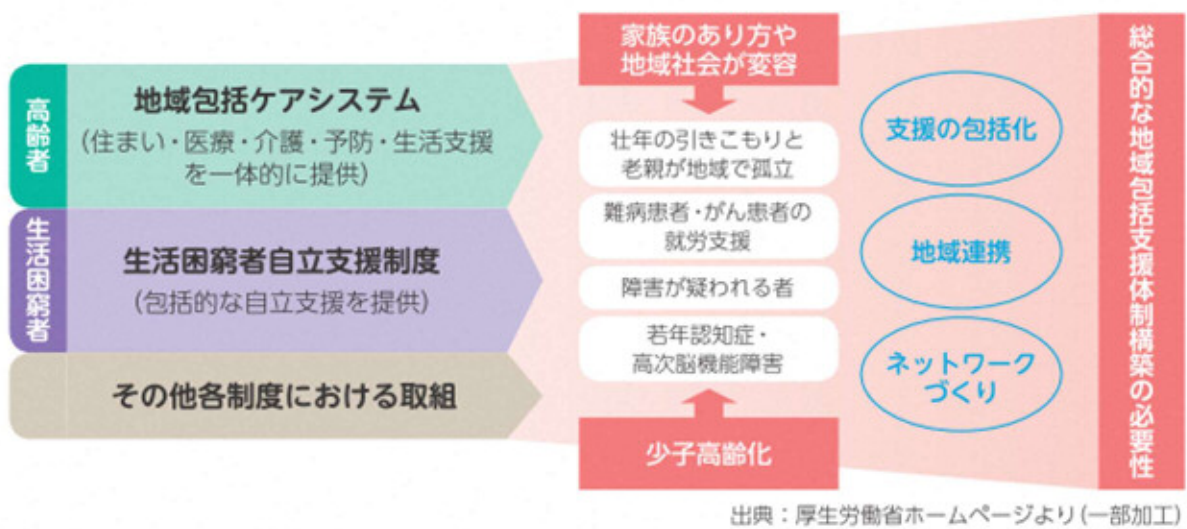 高齢者
地域包括ケアシステム
(住まい・医療・介護・予防・生活支援
を一体的に提供)
生活困窮者
生活困窮者自立支援制度
(包括的な自立支援を提供)
その他各制度における取組
家族のあり方や
地域社会が変容
壮年の引きこもりと
老親が地域で孤立
難病患者・がん患者の
就労支援
障害が疑われる者
若年認知症・
高次脳機能障害
少子高齢化
支援の包括化
地域連携
ネットワーク
づくり
総合的な地域包括支援体制構築の必要性
出典:厚生労働省ホームページより(一部加工)